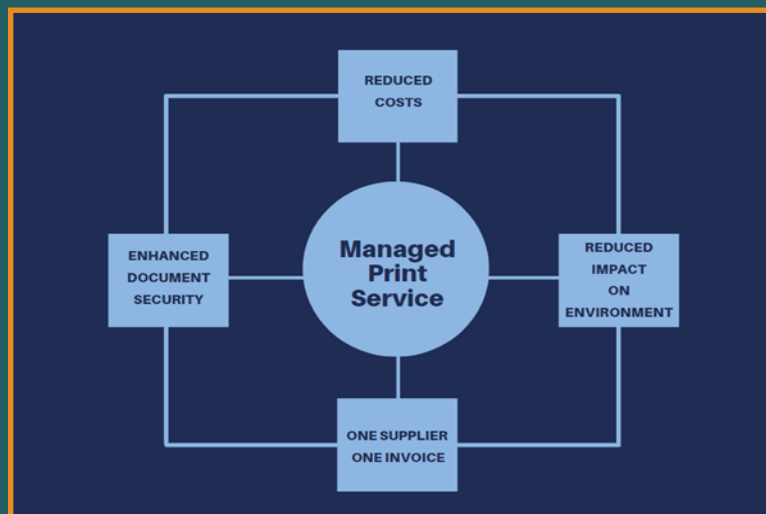 REDUCED
COSTS
ENHANCED
DOCUMENT
SECURITY
Managed
Print
Service
REDUCED
IMPACT
ON
ENVIRONMENT
ONE SUPPLIER
ONE INVOICE